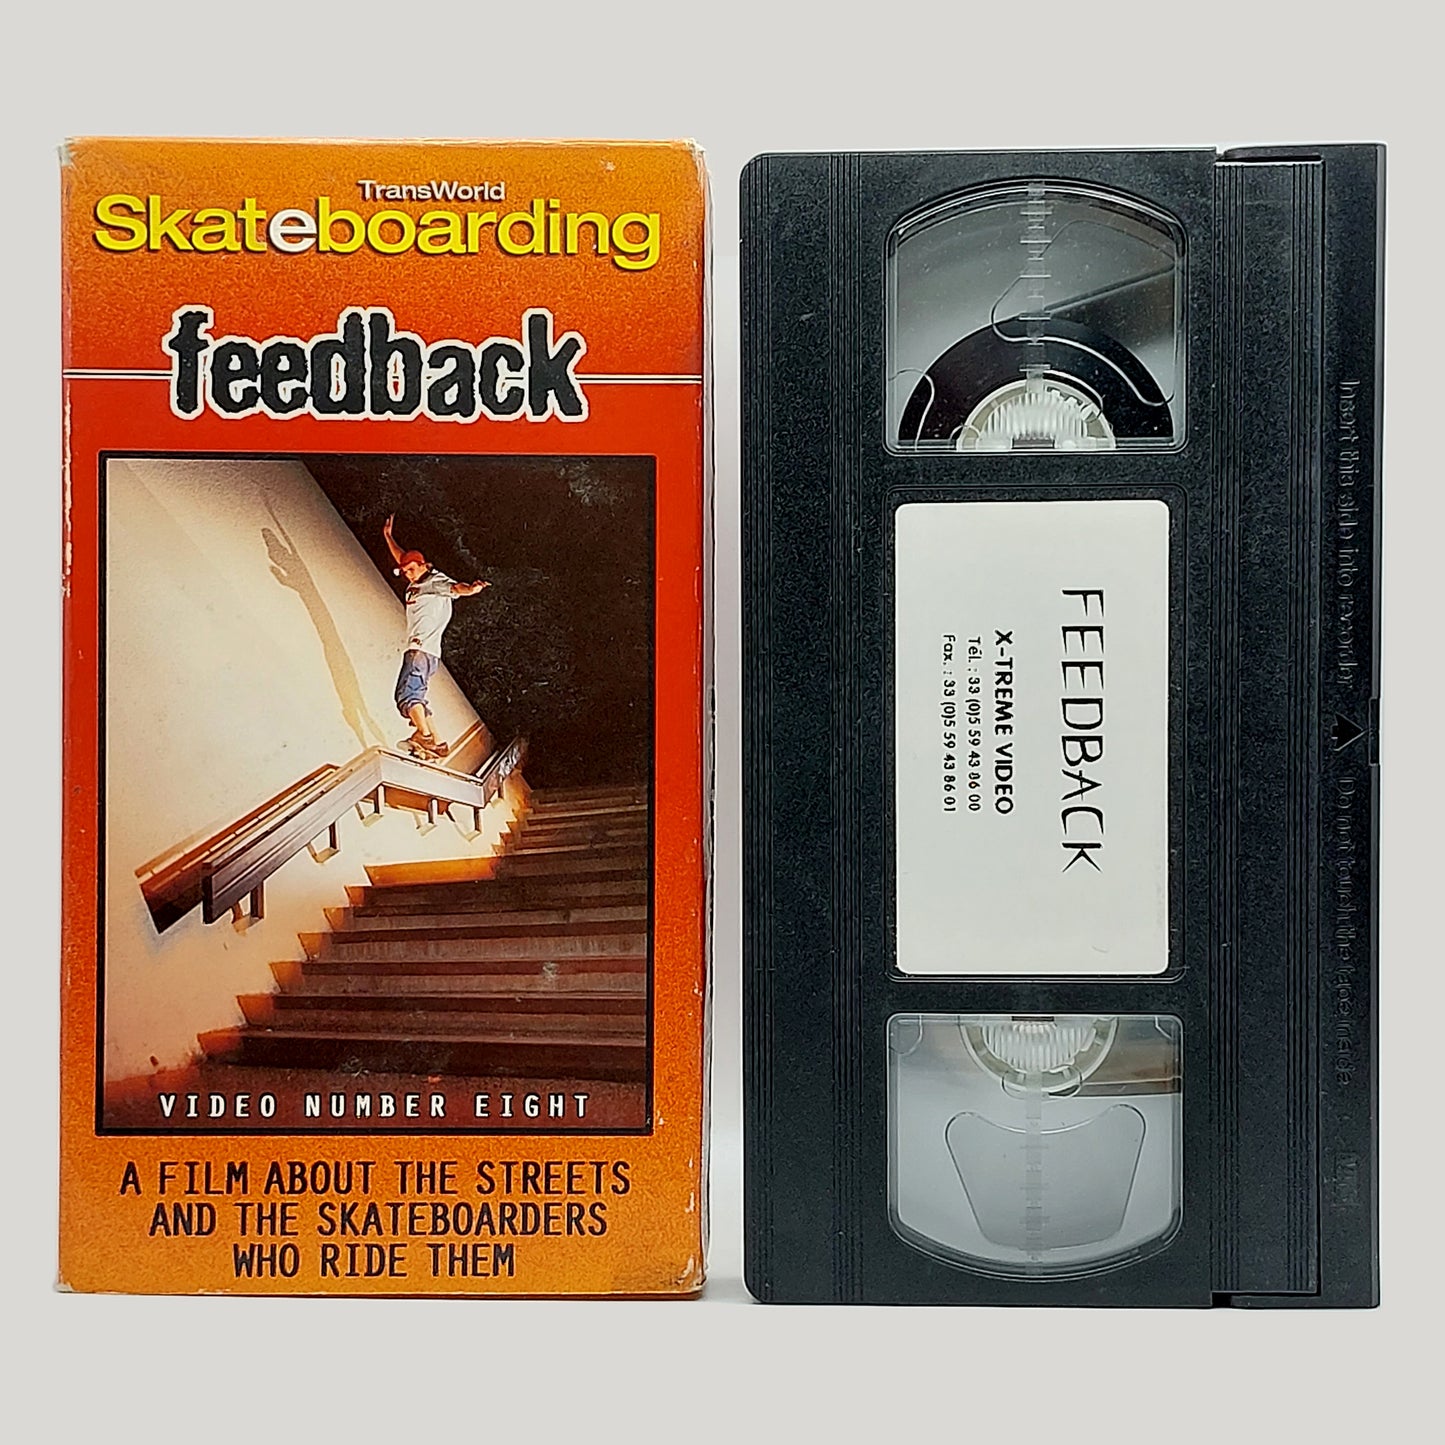 TransWorld
Skateboarding
feedback
VIDEO NUMBER EIGHT
A FILM ABOUT THE STREETS
AND THE SKATEBOARDERS
WHO RIDE THEM
FEEDBACK
X-TREME VIDEO
Tél. : 33 (0)5 59 43 86 00
Fax. : 33 (0)5 59 43 86 01
Insert this side into recorder
Do not touch the tape inside